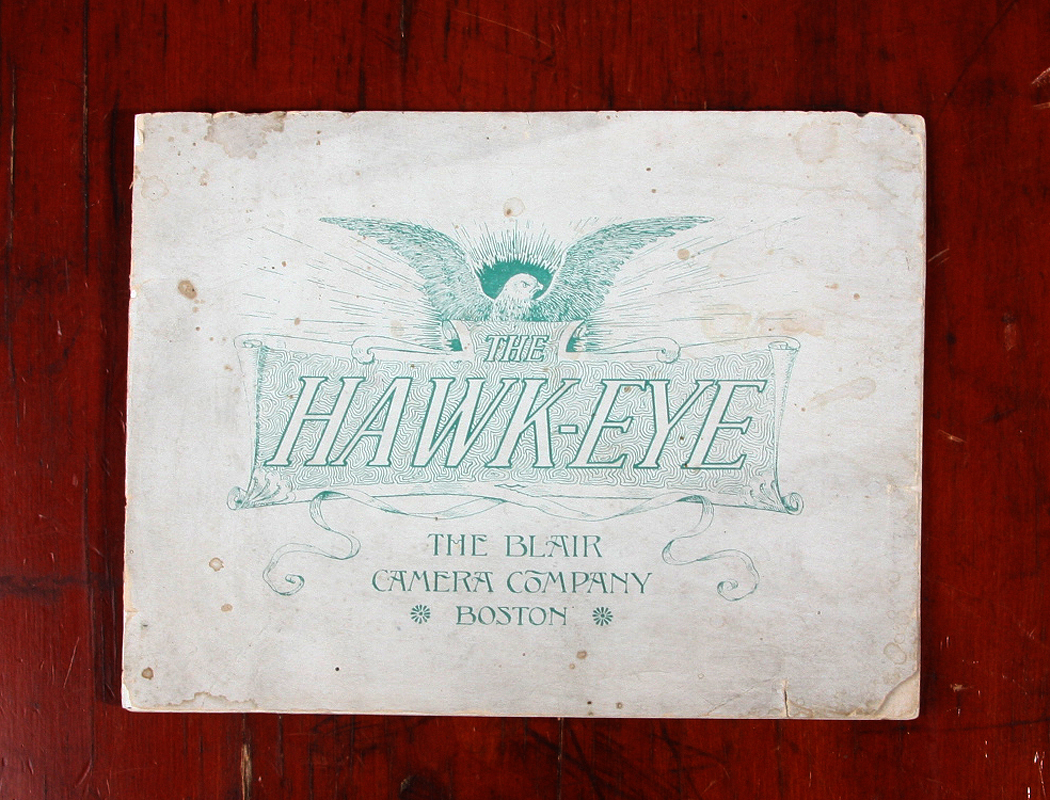 THE
HAWK-EYE
THE BLAIR
CAMERA COMPANY
BOSTON